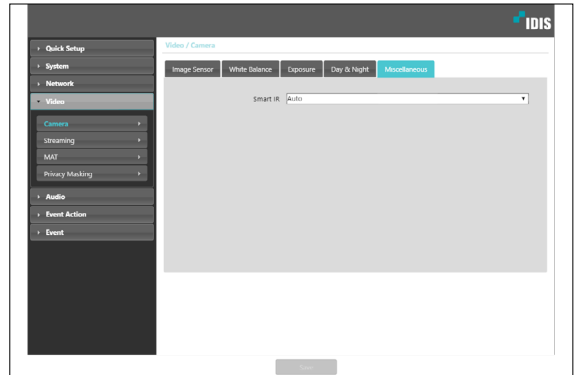 IDIS
Quick Setup
System
Network
Video
Camera
Streaming
MAT
Privacy Masking
Audio
Event Action
Event
Video / Camera
Image Sensor White Balance Exposure Day & Night Miscellaneous
Smart IR Auto
Save